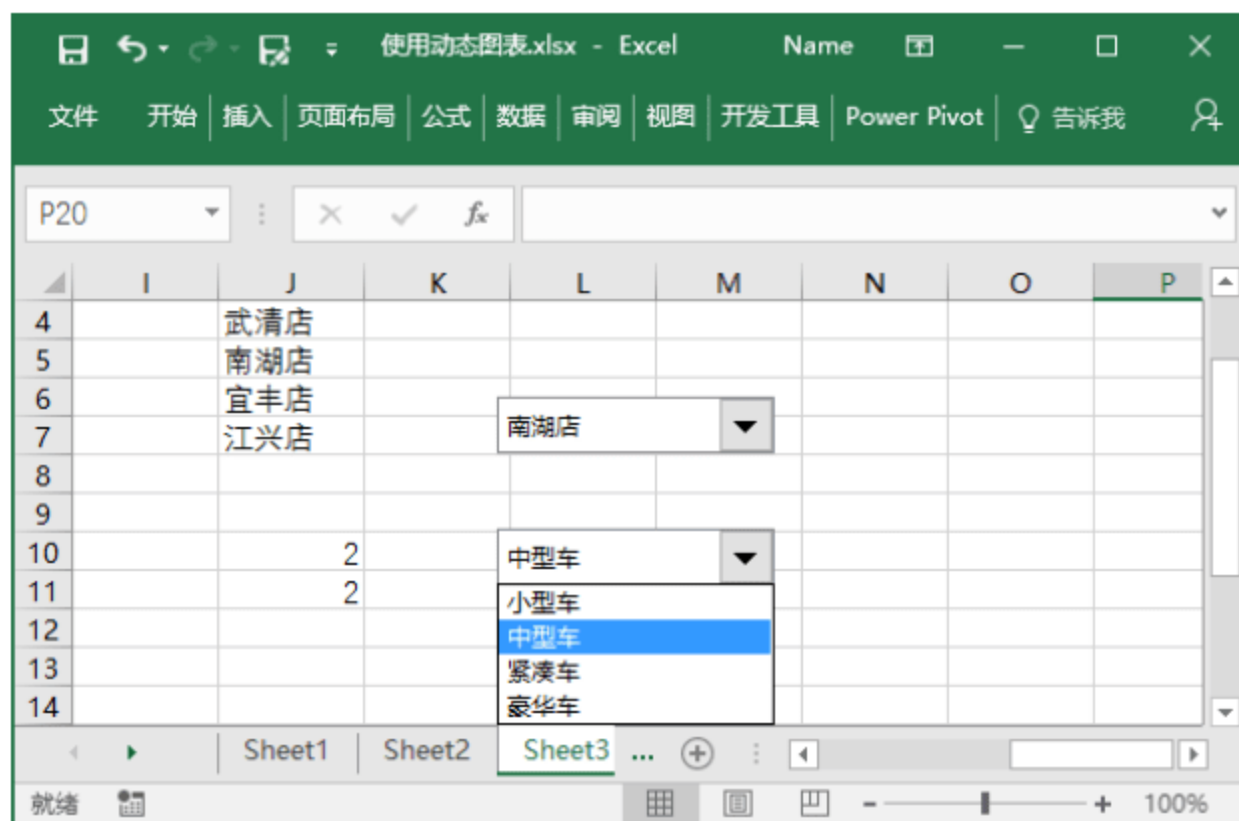 使用动态图表.xlsx - Excel Name
文件 开始 插入 页面布局 公式 数据 审阅 视图 开发工具 Power Pivot 告诉我
P20 fx
I J K L M N O P
4 武清店
5 南湖店
6 宜丰店
南湖店
7 江兴店
8
9
10 2 中型车
11 2 小型车
12 中型车
13 紧凑车
14 豪华车
Sheet1 Sheet2 Sheet3 ...
就绪 100%